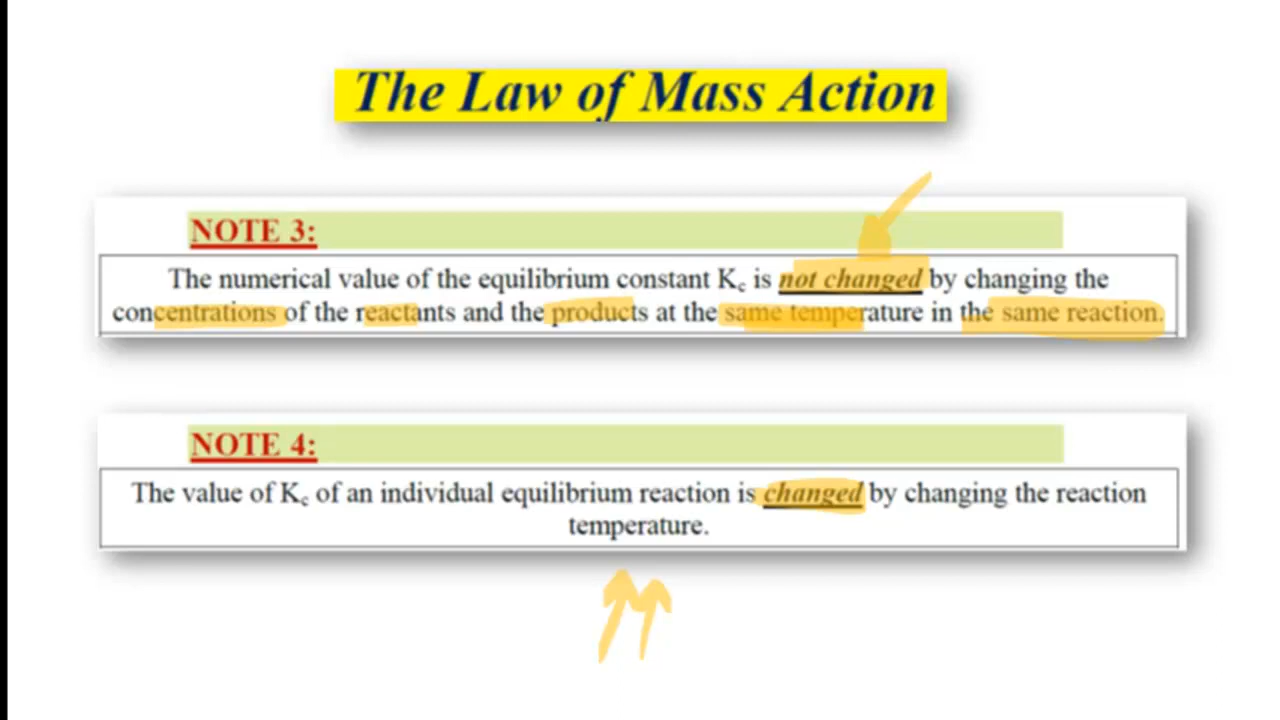 The Law of Mass Action
NOTE 3:
The numerical value of the equilibrium constant Kc is not changed by changing the
concentrations of the reactants and the products at the same temperature in the same reaction.
NOTE 4:
The value of Kc of an individual equilibrium reaction is changed by changing the reaction
temperature.